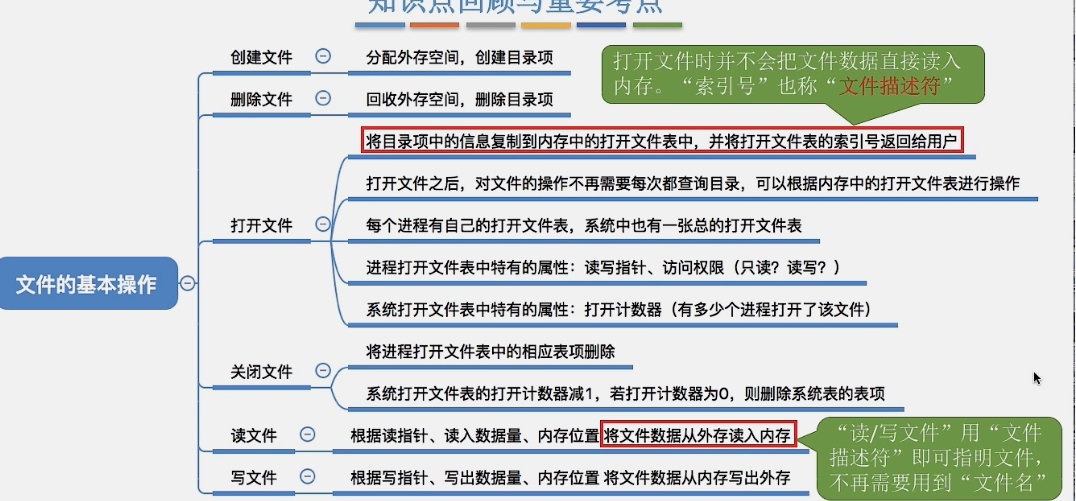 知识点回顾与重要考点
创建文件
分配外存空间，创建目录项
打开文件时并不会把文件数据直接读入
内存。“索引号”也称“文件描述符”
删除文件
回收外存空间，删除目录项
将目录项中的信息复制到内存中的打开文件表中，并将打开文件表的索引号返回给用户
打开文件之后，对文件的操作不再需要每次都查询目录，可以根据内存中的打开文件表进行操作
打开文件
每个进程有自己的打开文件表，系统中也有一张总的打开文件表
进程打开文件表中特有的属性：读写指针、访问权限（只读？读写？）
文件的基本操作
系统打开文件表中特有的属性：打开计数器（有多少个进程打开了该文件）
关闭文件
将进程打开文件表中的相应表项删除
系统打开文件表的打开计数器减1，若打开计数器为0，则删除系统表的表项
读文件
根据读指针、读入数据量、内存位置 将文件数据从外存读入内存
“读/写文件”用“文件
描述符”即可指明文件，
不再需要用到“文件名”
写文件
根据写指针、写出数据量、内存位置 将文件数据从内存写出外存